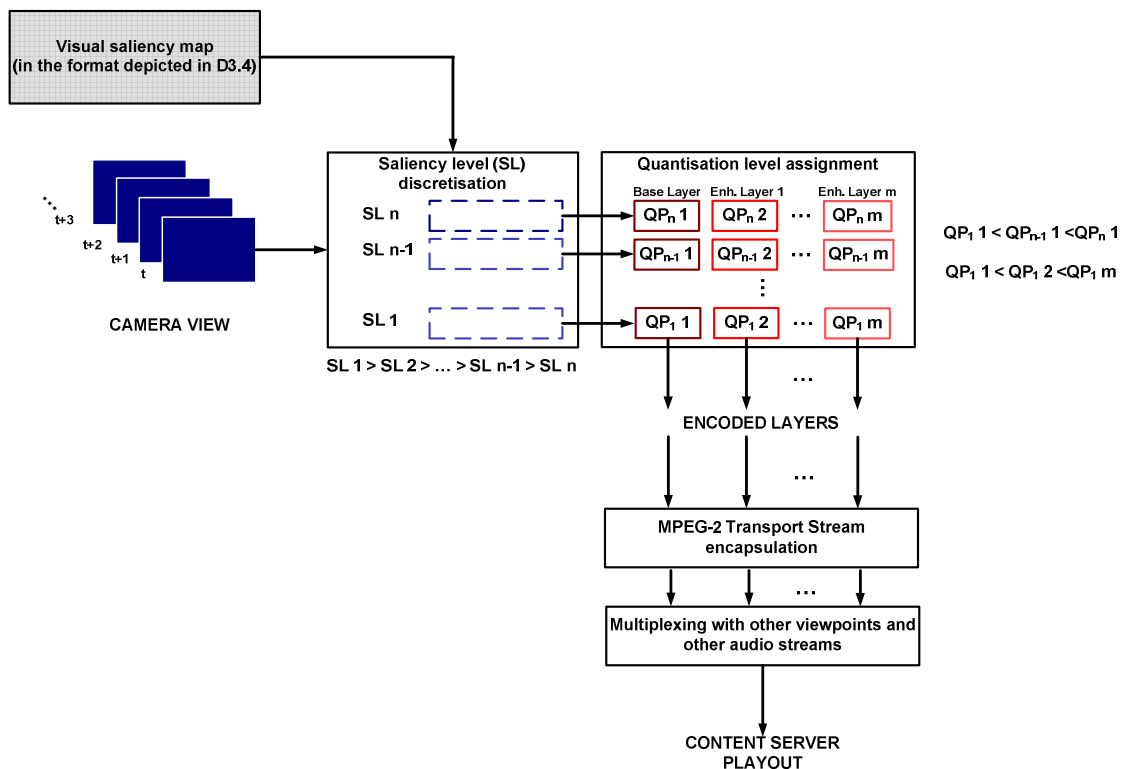 Visual saliency map
(in the format depicted in D3.4)
t+3
t+2
t+1
t
CAMERA VIEW
Saliency level (SL)
discretisation
SL n
SL n-1
SL 1
SL 1 > SL 2 > ... > SL n-1 > SL n
Quantisation level assignment
Base Layer Enh. Layer 1 Enh. Layer m
QPn 1 QPn 2 ... QPn m
QPn-1 1 QPn-1 2 ... QPn-1 m
...
QP1 1 QP1 2 ... QP1 m
QP1 1 < QPn-1 1 <QPn 1
QP1 1 < QP1 2 <QP1 m
...
ENCODED LAYERS
...
MPEG-2 Transport Stream
encapsulation
...
Multiplexing with other viewpoints and
other audio streams
CONTENT SERVER
PLAYOUT